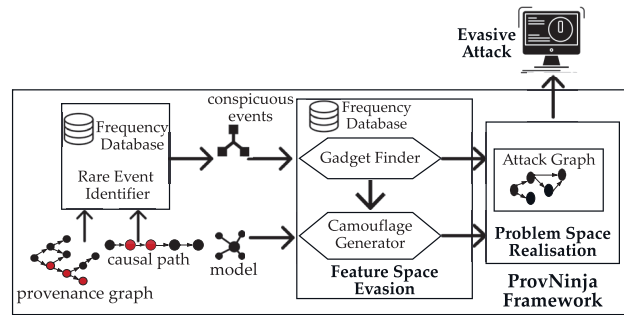 Evasive
Attack
conspicuous
events
Frequency
Database
Rare Event
Identifier
Frequency
Database
Gadget Finder
Camouflage
Generator
Feature Space
Evasion
Attack Graph
Problem Space
Realisation
causal path
model
provenance graph
ProvNinja
Framework